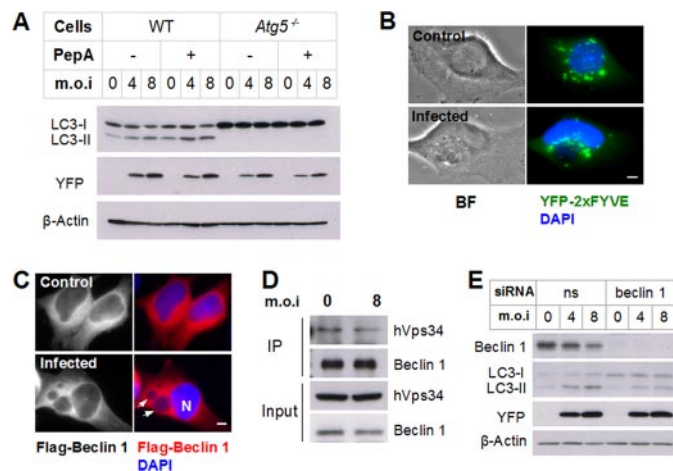 A
Cells WT Atg5-/-
PepA - + - +
m.o.i 0 4 8 0 4 8 0 4 8 0 4 8
LC3-I
LC3-II
YFP
β-Actin
B
Control
Infected
BF YFP-2xFYVE
DAPI
C
Control
Infected
N
Flag-Beclin 1 Flag-Beclin 1
DAPI
D
m.o.i 0 8
IP
hVps34
Beclin 1
Input
hVps34
Beclin 1
E
siRNA ns beclin 1
m.o.i 0 4 8 0 4 8
Beclin 1
LC3-I
LC3-II
YFP
β-Actin